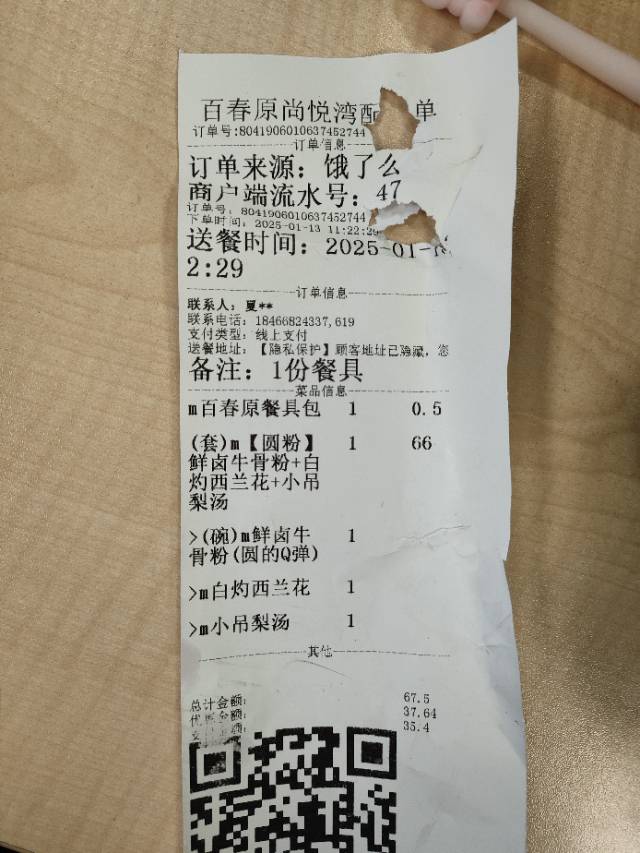 百春原尚悦湾配 单
订单号:8041906010637452744
订单信息
订单来源：饿了么
商户端流水号：47
订单号：8041906010637452744
下单时间：2025-01-13 11:22:29
送餐时间：2025-01-1
2:29
订单信息
联系人：夏**
联系电话：18466824337,619
支付类型：线上支付
送餐地址：【隐私保护】顾客地址已隐藏，您
备注：1份餐具
菜品信息
m百春原餐具包 1 0.5
(套)m【圆粉】 1 66
鲜卤牛骨粉+白
灼西兰花+小吊
梨汤
>(碗)m鲜卤牛 1
骨粉(圆的Q弹)
>m白灼西兰花 1
>m小吊梨汤 1
其他
总计金额： 67.5
优 额： 37.64
额： 35.4